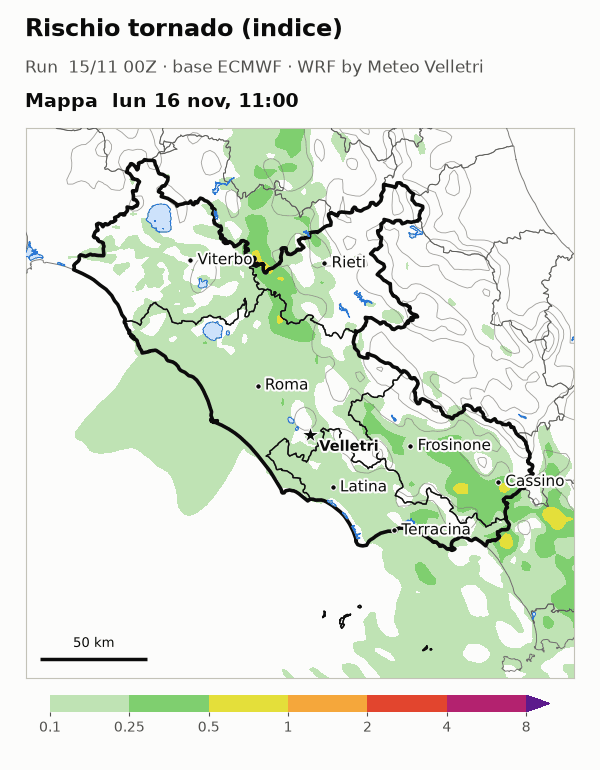 Rischio tornado (indice)
Run  15/11 00Z · base ECMWF · WRF by Meteo Velletri
Mappa  lun 16 nov, 11:00
Viterbo
Rieti
Roma
Velletri
Frosinone
Cassino
Latina
Terracina
50 km
0.1 0.25 0.5 1 2 4 8